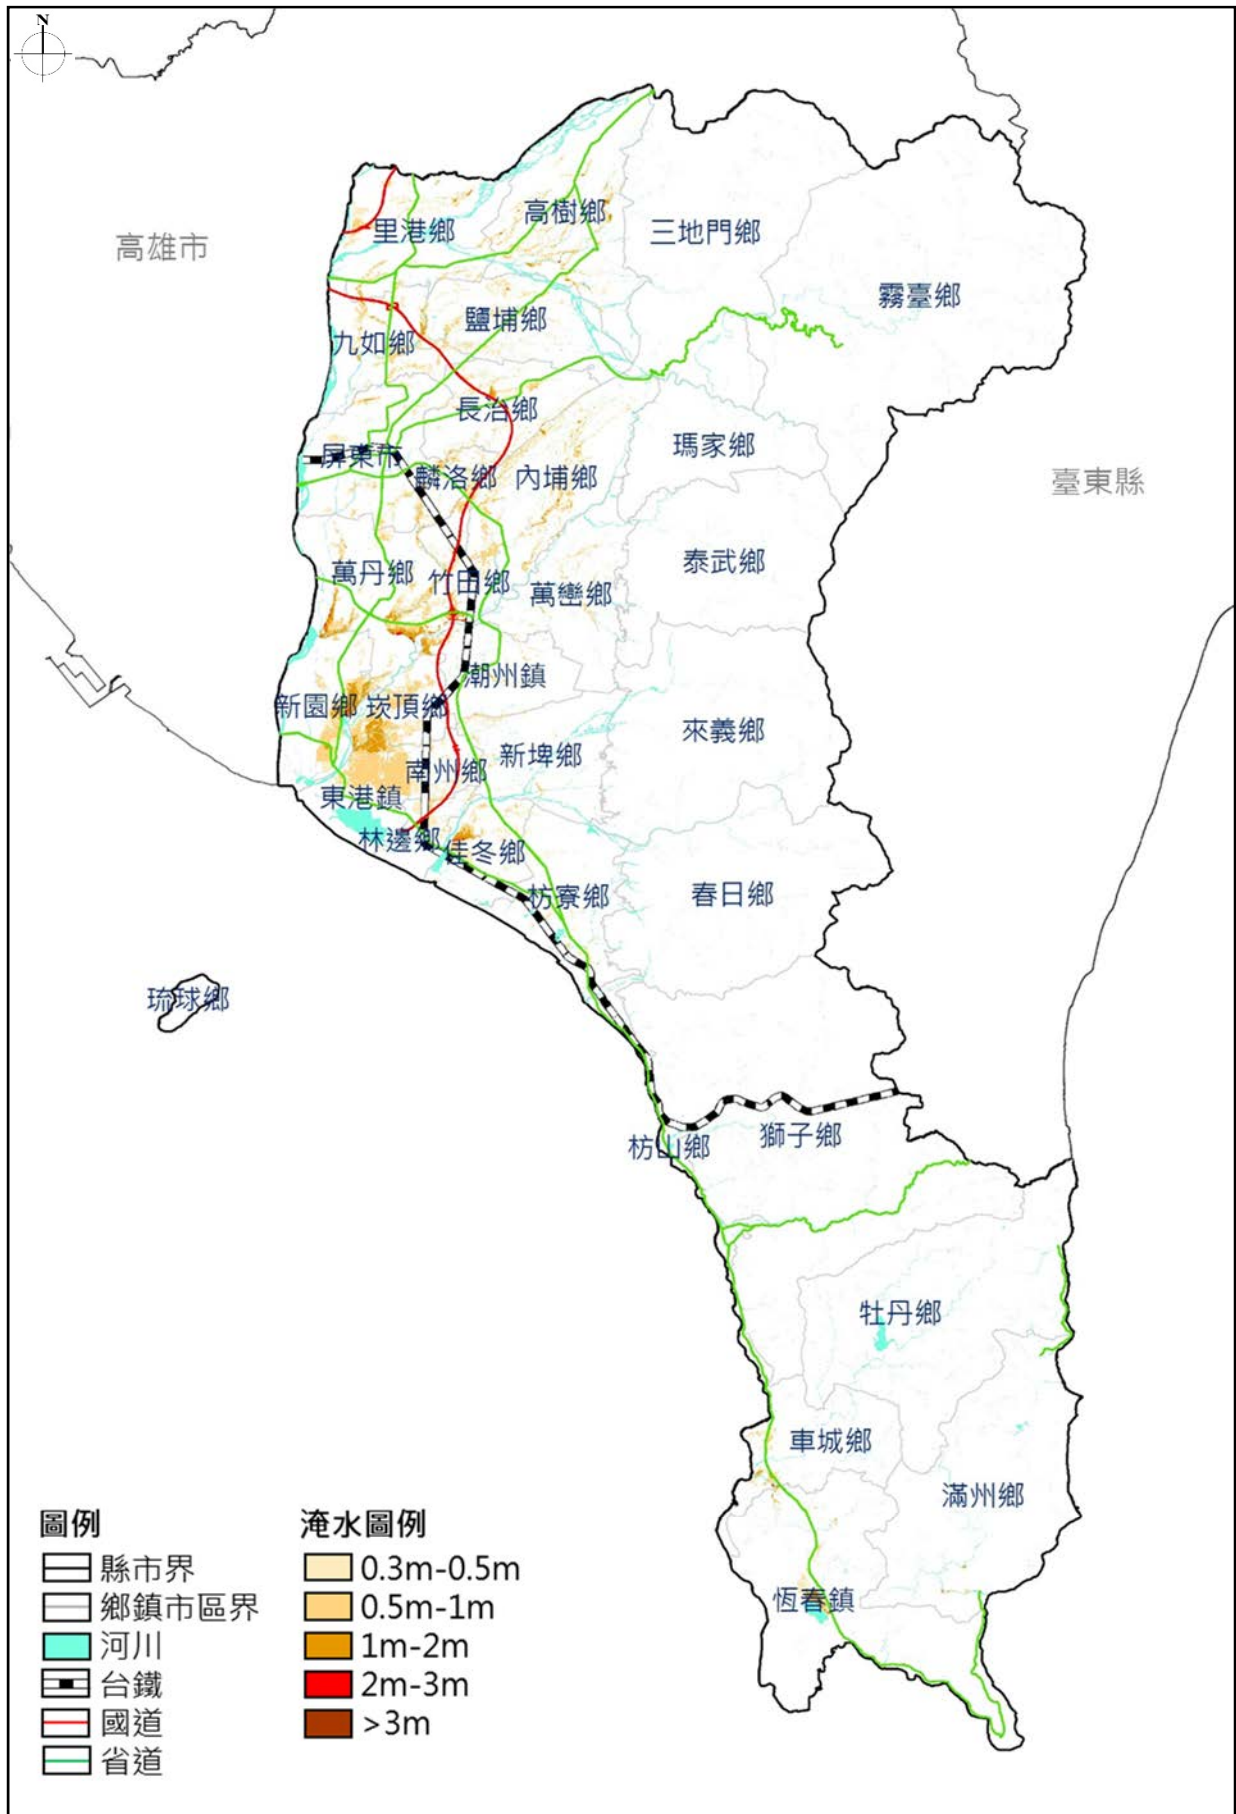 N
高雄市
里港鄉
高樹鄉
三地門鄉
霧臺鄉
鹽埔鄉
九如鄉
長治鄉
屏東市
麟洛鄉
內埔鄉
瑪家鄉
臺東縣
萬丹鄉
竹田鄉
萬巒鄉
泰武鄉
潮州鎮
新園鄉
崁頂鄉
來義鄉
南州鄉
新埤鄉
東港鎮
林邊鄉
佳冬鄉
枋寮鄉
春日鄉
琉球鄉
枋山鄉
獅子鄉
牡丹鄉
車城鄉
滿州鄉
恆春鎮
圖例
縣市界
鄉鎮市區界
河川
台鐵
國道
省道
淹水圖例
0.3m-0.5m
0.5m-1m
1m-2m
2m-3m
>3m